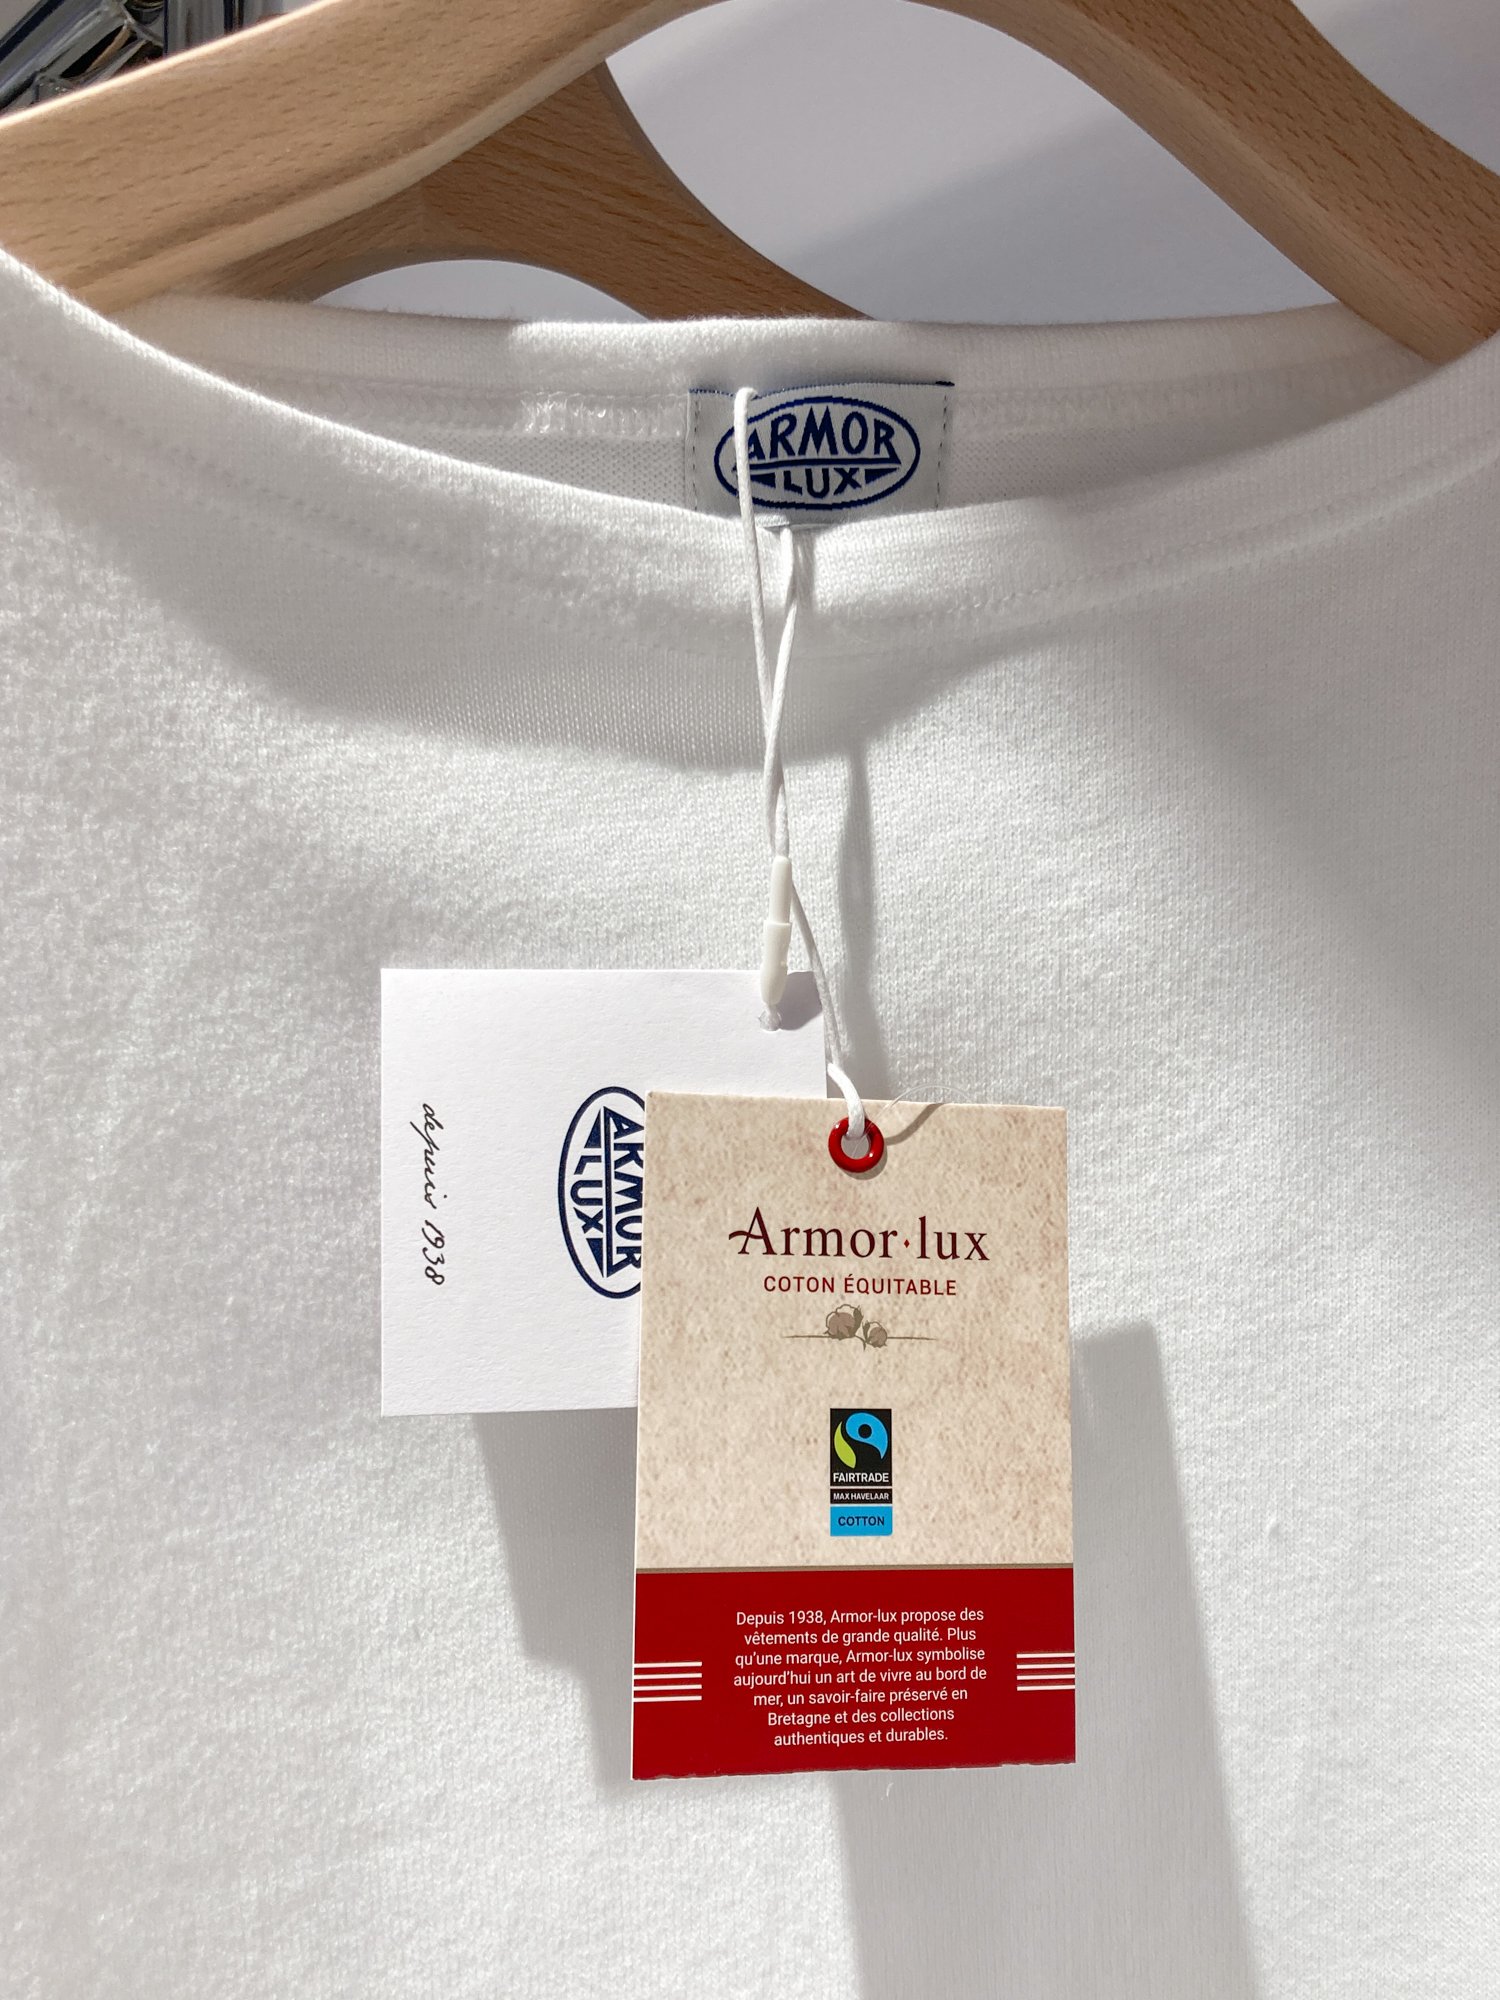 ARMOR
LUX
depuis 1938
ARMOR
LUX
Armor·lux
COTON ÉQUITABLE
FAIRTRADE
MAX HAVELAAR
COTTON
Depuis 1938, Armor-lux propose des
vêtements de grande qualité. Plus
qu'une marque, Armor-lux symbolise
aujourd'hui un art de vivre au bord de
mer, un savoir-faire préservé en
Bretagne et des collections
authentiques et durables.